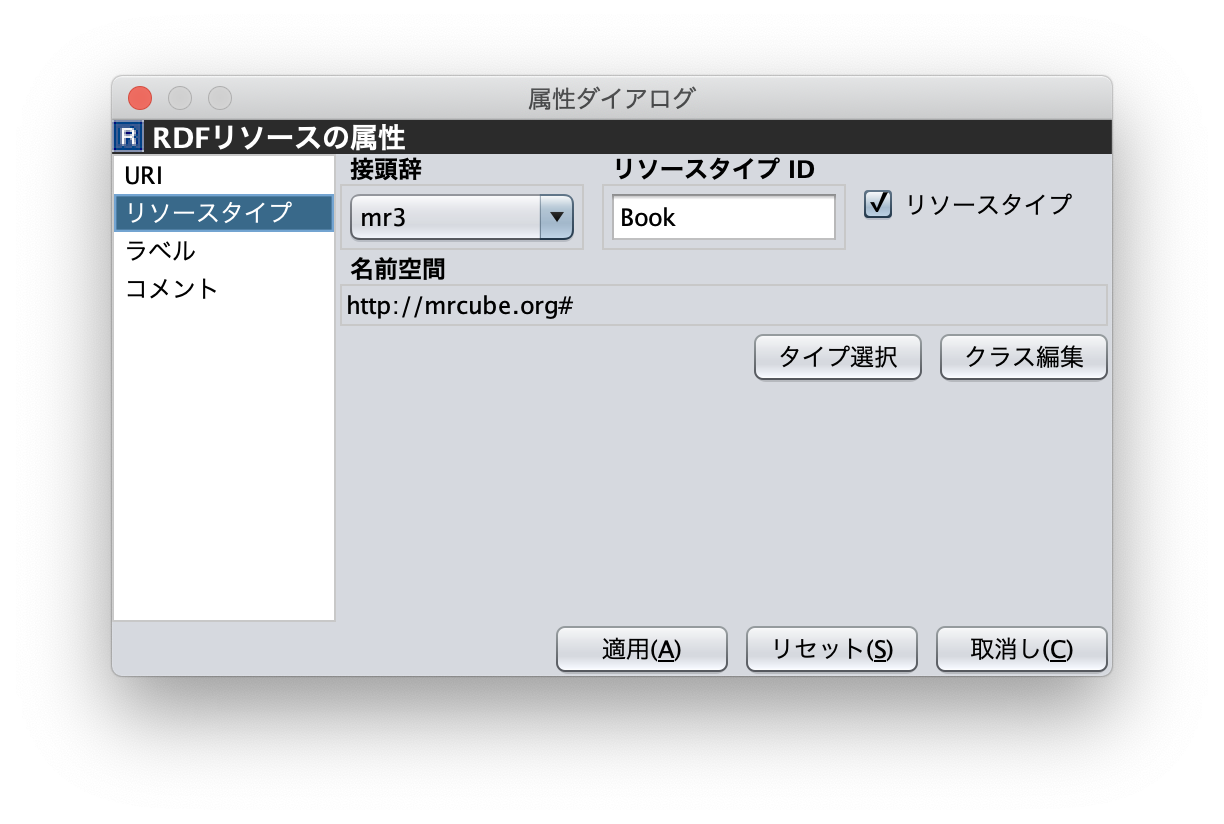 属性ダイアログ
R RDFリソースの属性
URI
リソースタイプ
ラベル
コメント
接頭辞
リソースタイプ ID
mr3
Book
リソースタイプ
名前空間
http://mrcube.org#
タイプ選択
クラス編集
適用(A)
リセット(S)
取消し(C)